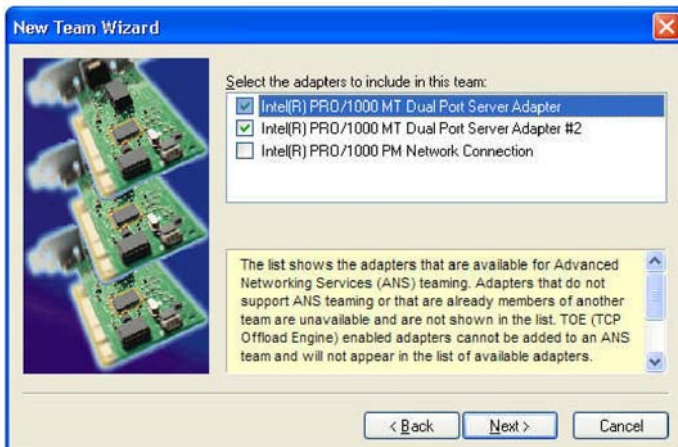 New Team Wizard
Select the adapters to include in this team:
Intel(R) PRO/1000 MT Dual Port Server Adapter
Intel(R) PRO/1000 MT Dual Port Server Adapter #2
Intel(R) PRO/1000 PM Network Connection
The list shows the adapters that are available for Advanced
Networking Services (ANS) teaming. Adapters that do not
support ANS teaming or that are already members of another
team are unavailable and are not shown in the list. TOE (TCP
Offload Engine) enabled adapters cannot be added to an ANS
team and will not appear in the list of available adapters.
< Back
Next >
Cancel